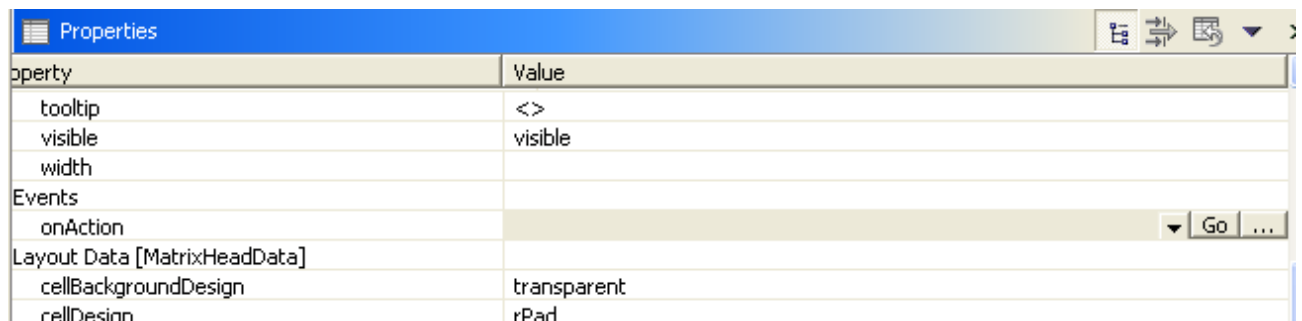 Properties
operty Value
tooltip <>
visible visible
width
Events
onAction Go ...
Layout Data [MatrixHeadData]
cellBackgroundDesign transparent
cellDesign rPad